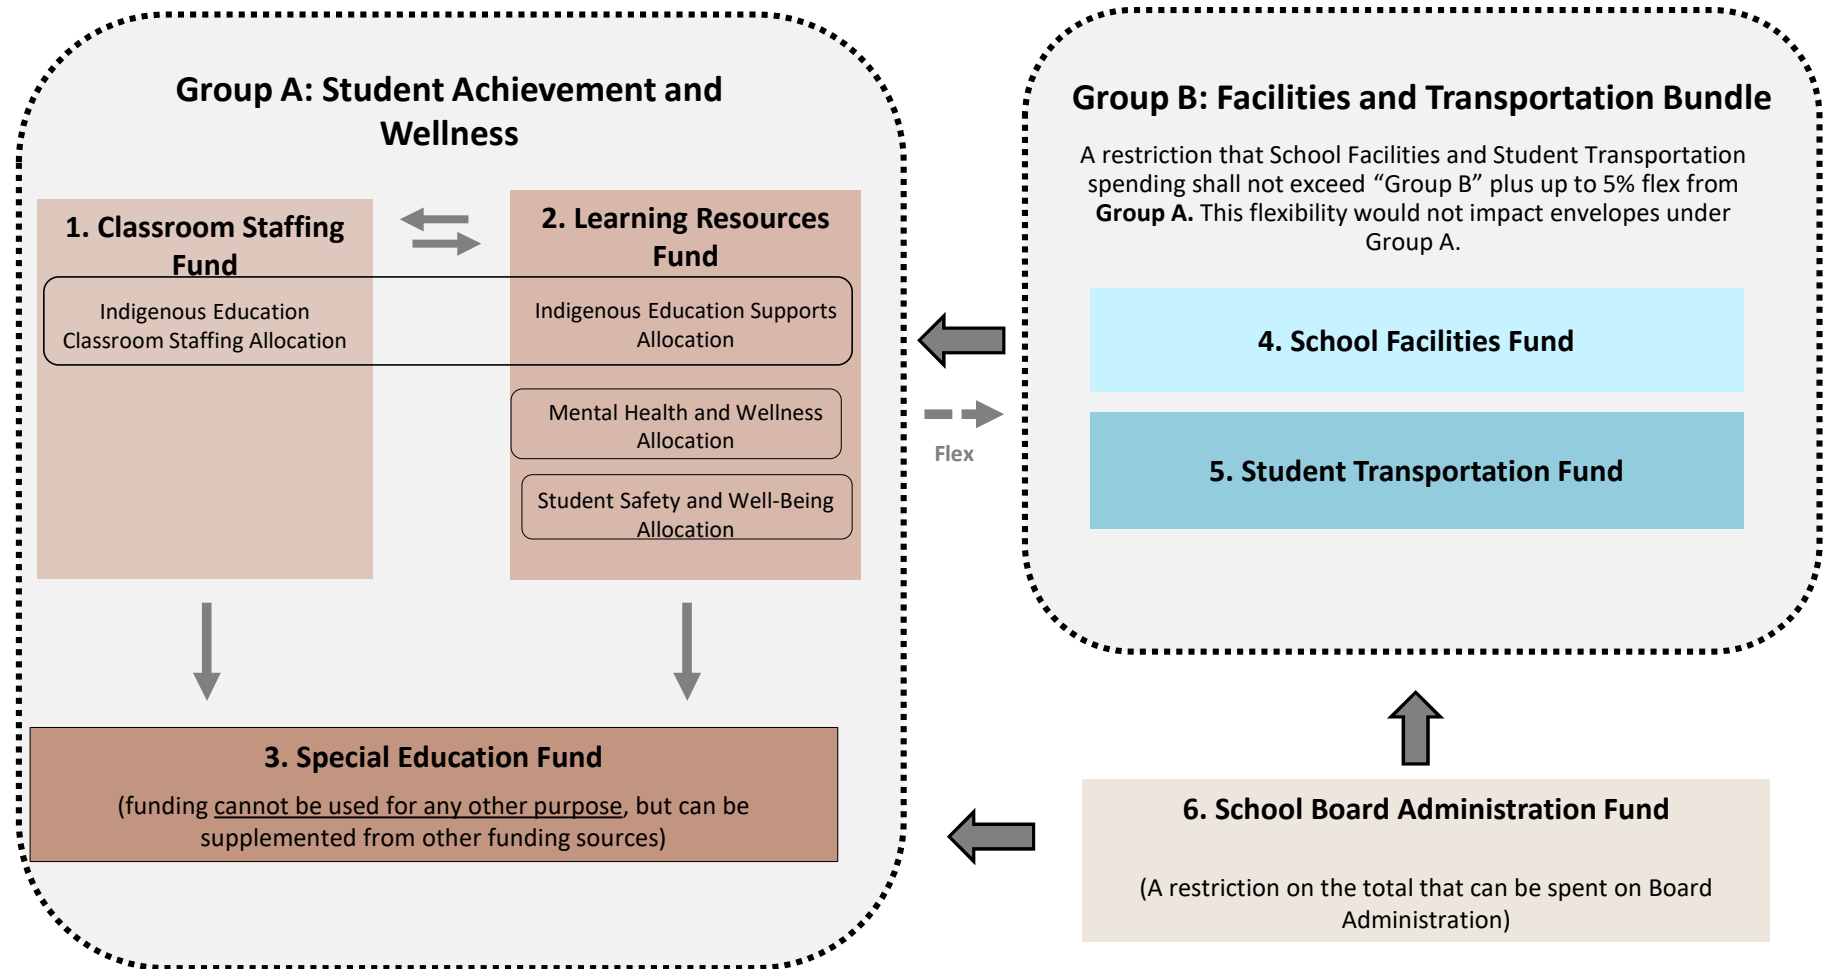 Group A: Student Achievement and
Wellness
1. Classroom Staffing
Fund
Indigenous Education
Classroom Staffing Allocation
2. Learning Resources
Fund
Indigenous Education Supports
Allocation
Mental Health and Wellness
Allocation
Student Safety and Well-Being
Allocation
3. Special Education Fund
(funding cannot be used for any other purpose, but can be
supplemented from other funding sources)
Flex
Group B: Facilities and Transportation Bundle
A restriction that School Facilities and Student Transportation
spending shall not exceed “Group B” plus up to 5% flex from
Group A. This flexibility would not impact envelopes under
Group A.
4. School Facilities Fund
5. Student Transportation Fund
6. School Board Administration Fund
(A restriction on the total that can be spent on Board
Administration)